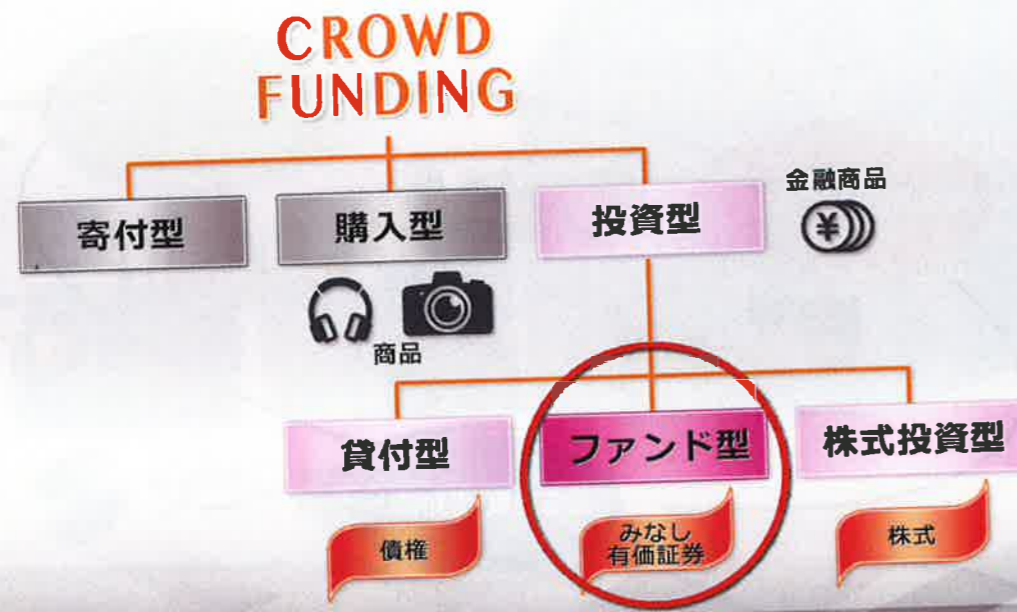 CROWD
FUNDING
寄付型
購入型
投資型
金融商品
¥
商品
貸付型
ファンド型
株式投資型
債権
みなし
有価証券
株式